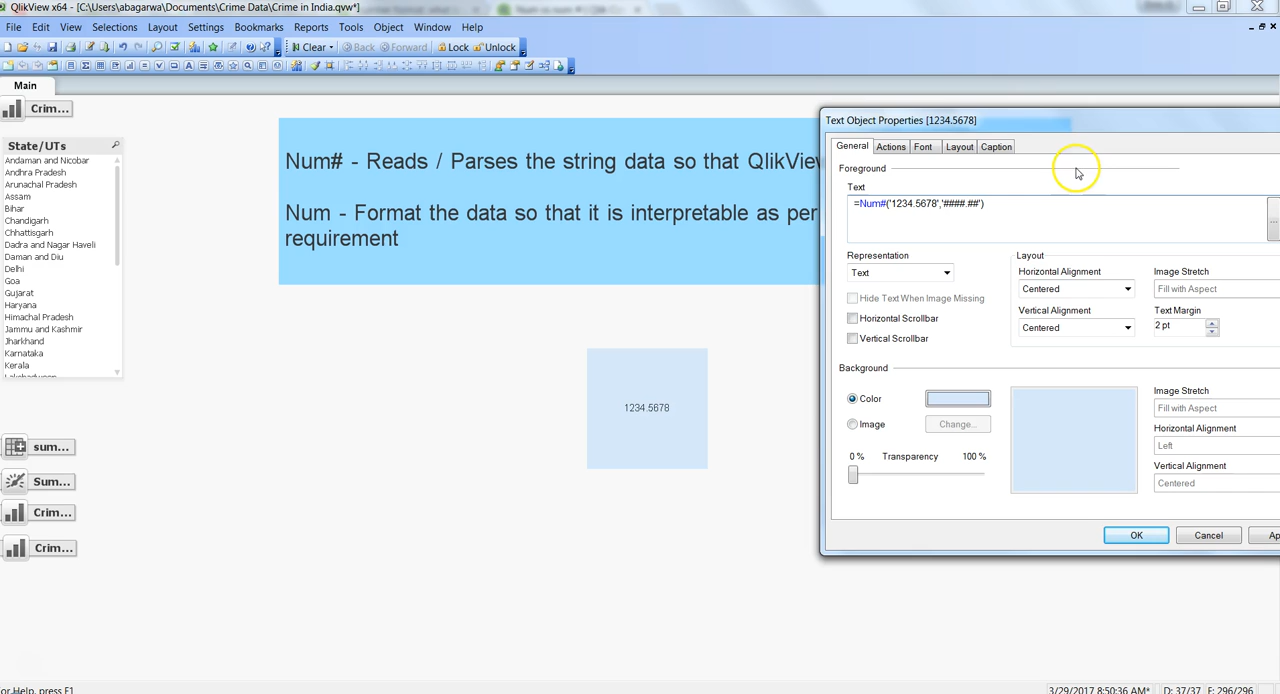 QlikView x64 - [C:\Users\abagarwa\Documents\Crime Data\Crime in India.qvw*]
File Edit View Selections Layout Settings Bookmarks Reports Tools Object Window Help
Clear Back Forward Lock Unlock
Main
Crim...
State/UTs
Andaman and Nicobar
Andhra Pradesh
Arunachal Pradesh
Assam
Bihar
Chandigarh
Chhattisgarh
Dadra and Nagar Haveli
Daman and Diu
Delhi
Goa
Gujarat
Haryana
Himachal Pradesh
Jammu and Kashmir
Jharkhand
Karnataka
Kerala
sum...
Sum...
Crim...
Crim...
Num# - Reads / Parses the string data so that QlikView
Num - Format the data so that it is interpretable as per
requirement
1234.5678
Text Object Properties [1234.5678]
General Actions Font Layout Caption
Foreground
Text
=Num#('1234.5678','####.##')
...
Representation
Text
Hide Text When Image Missing
Horizontal Scrollbar
Vertical Scrollbar
Layout
Horizontal Alignment Image Stretch
Centered Fill with Aspect
Vertical Alignment Text Margin
Centered 2 pt
Background
Color
Image Change...
0 % Transparency 100 %
Image Stretch
Fill with Aspect
Horizontal Alignment
Left
Vertical Alignment
Centered
OK Cancel Ap
or Help, press F1
3/29/2017 8:50:36 AM* D: 37/37 F: 296/296